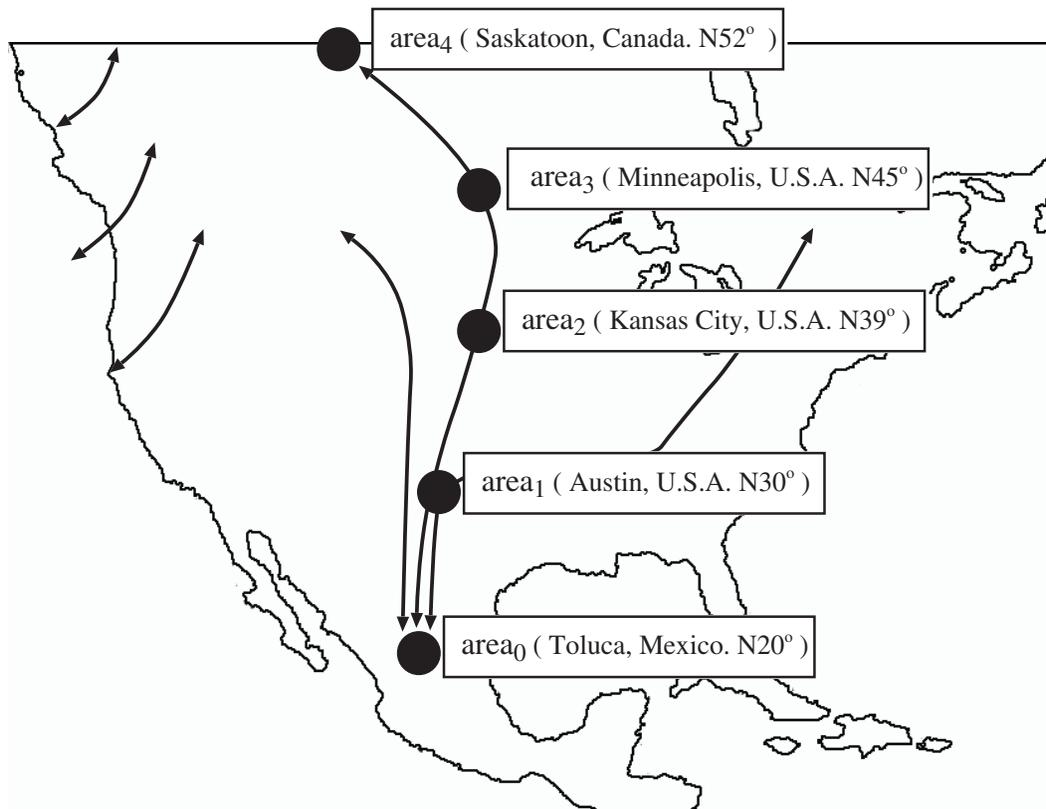 area₄ ( Saskatoon, Canada. N52° )
area₃ ( Minneapolis, U.S.A. N45° )
area₂ ( Kansas City, U.S.A. N39° )
area₁ ( Austin, U.S.A. N30° )
area₀ ( Toluca, Mexico. N20° )